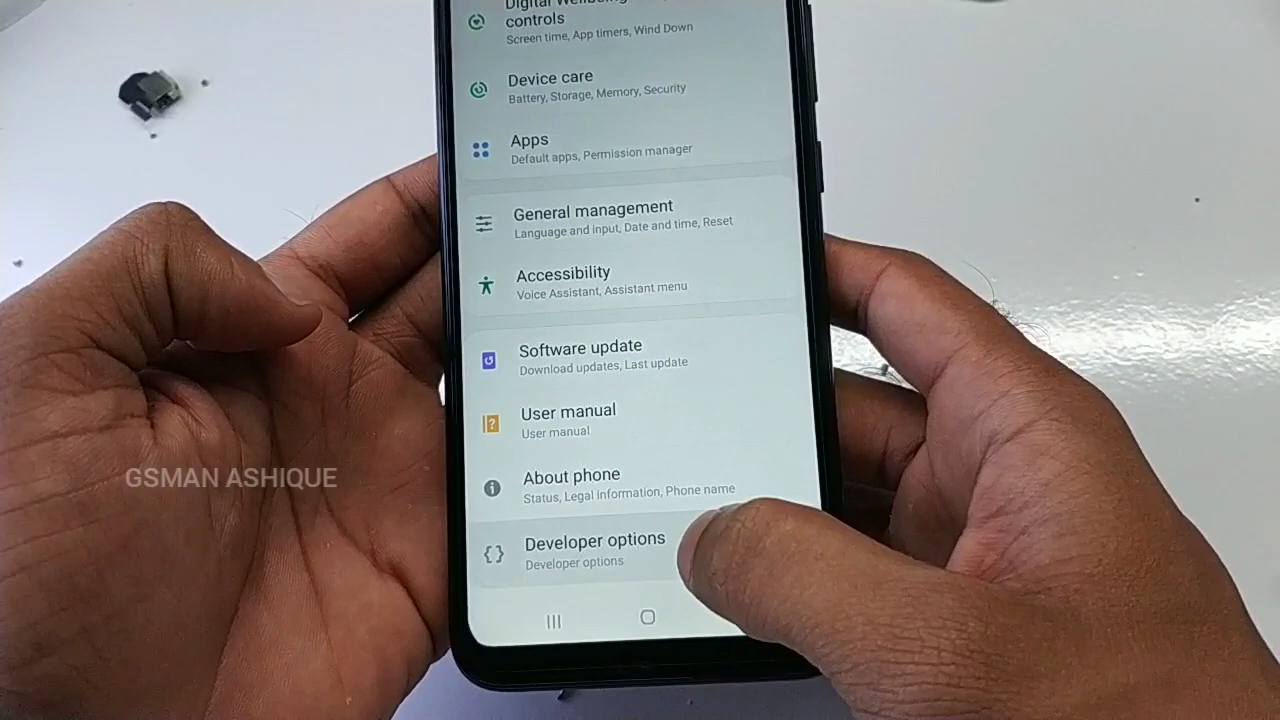 Digital Wellbeing
controls
Screen time, App timers, Wind Down
Device care
Battery, Storage, Memory, Security
Apps
Default apps, Permission manager
General management
Language and input, Date and time, Reset
Accessibility
Voice Assistant, Assistant menu
Software update
Download updates, Last update
User manual
User manual
About phone
Status, Legal information, Phone name
Developer options
Developer options
GSMAN ASHIQUE